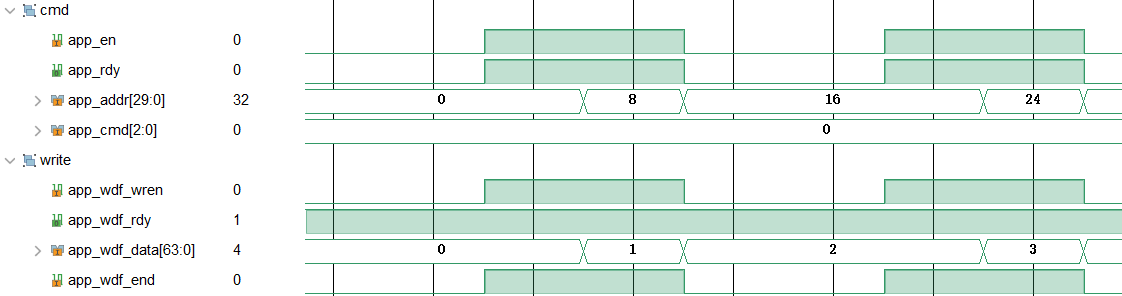 cmd
app_en 0
app_rdy 0
app_addr[29:0] 32 0 8 16 24
app_cmd[2:0] 0 0
write
app_wdf_wren 0
app_wdf_rdy 1
app_wdf_data[63:0] 4 0 1 2 3
app_wdf_end 0